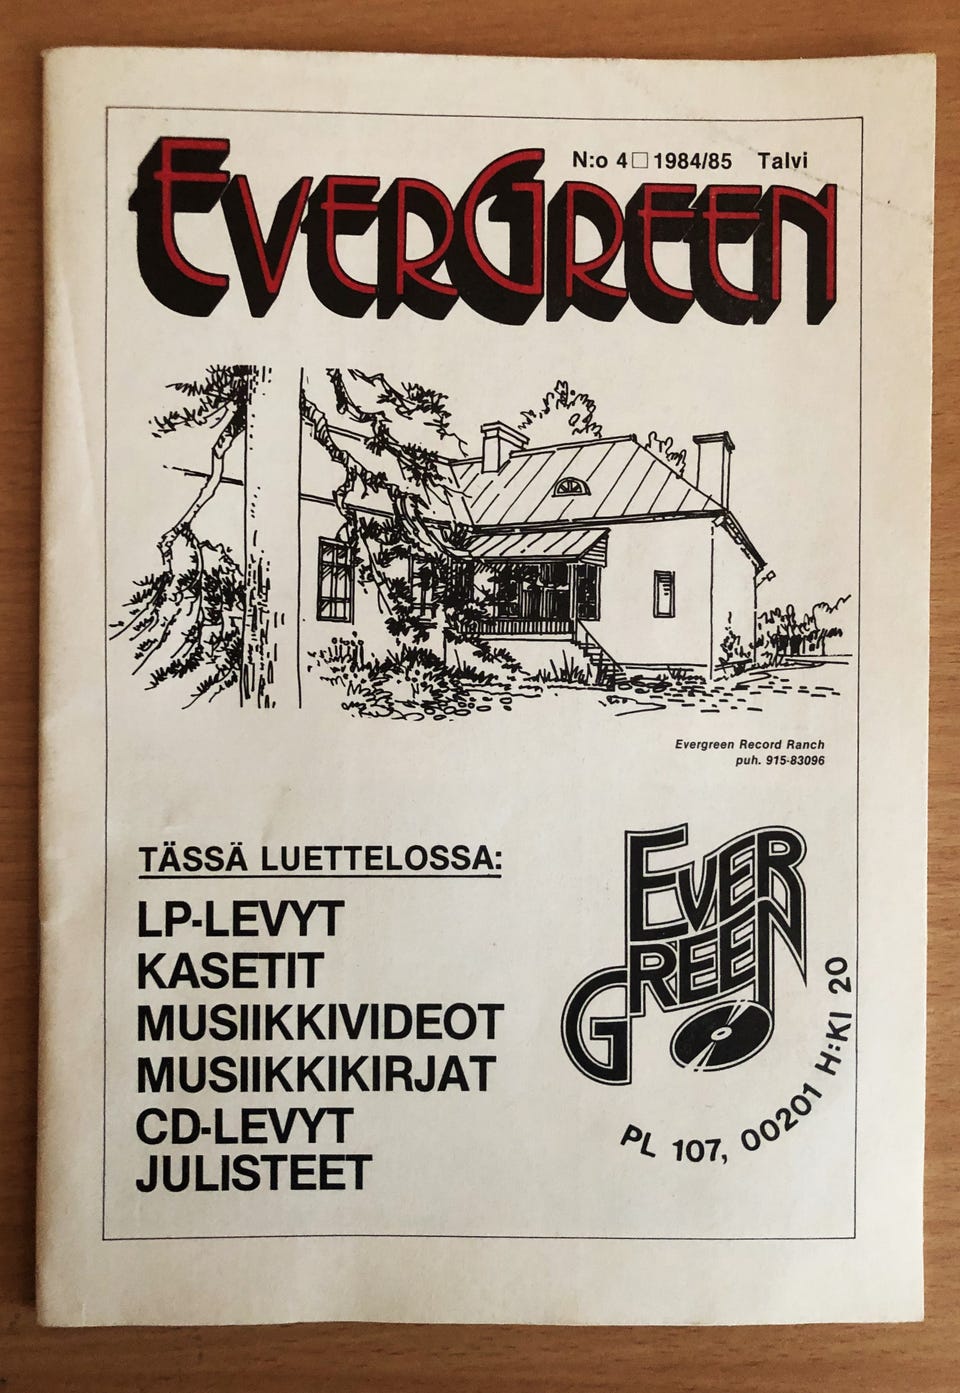 N:o 4□1984/85 Talvi
EVERGREEN
Evergreen Record Ranch
puh. 915-83096
TÄSSÄ LUETTELOSSA:
LP-LEVYT
KASETIT
MUSIIKKIVIDEOT
MUSIIKKIKIRJAT
CD-LEVYT
JULISTEET
EVER
GREEN
PL 107, 00201 H:KI 20